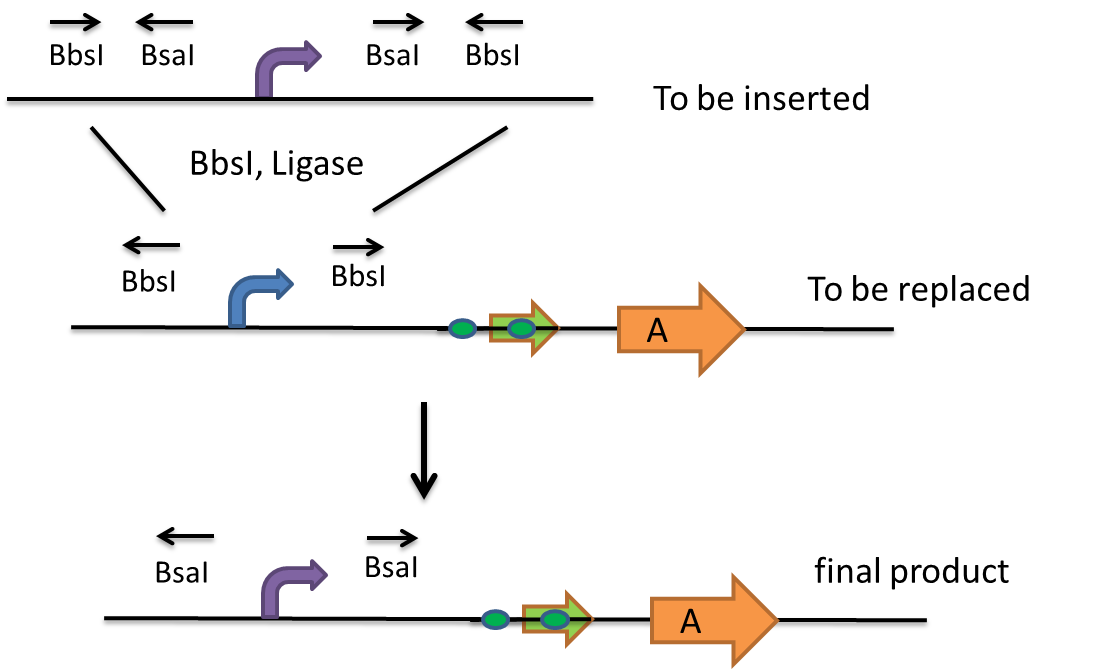 BbsI BsaI BsaI BbsI
To be inserted
BbsI, Ligase
BbsI BbsI
To be replaced
A
BsaI BsaI
final product
A